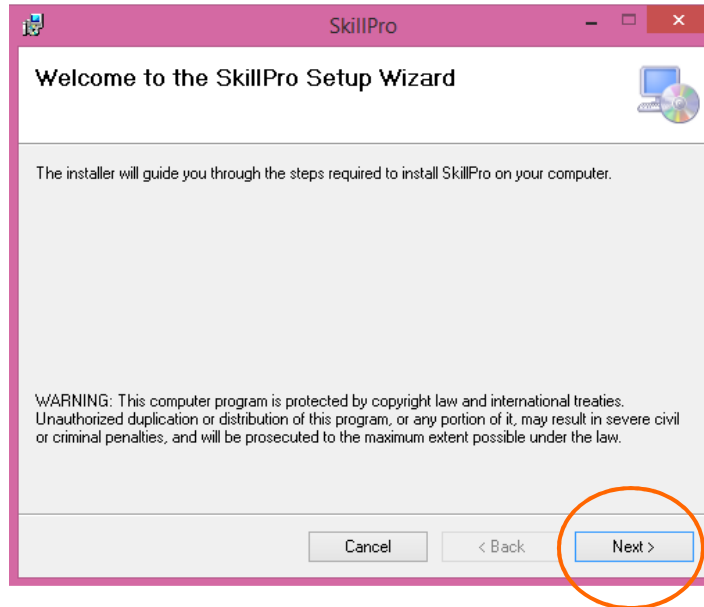 SkillPro
Welcome to the SkillPro Setup Wizard
The installer will guide you through the steps required to install SkillPro on your computer.
WARNING: This computer program is protected by copyright law and international treaties.
Unauthorized duplication or distribution of this program, or any portion of it, may result in severe civil
or criminal penalties, and will be prosecuted to the maximum extent possible under the law.
Cancel
< Back
Next >